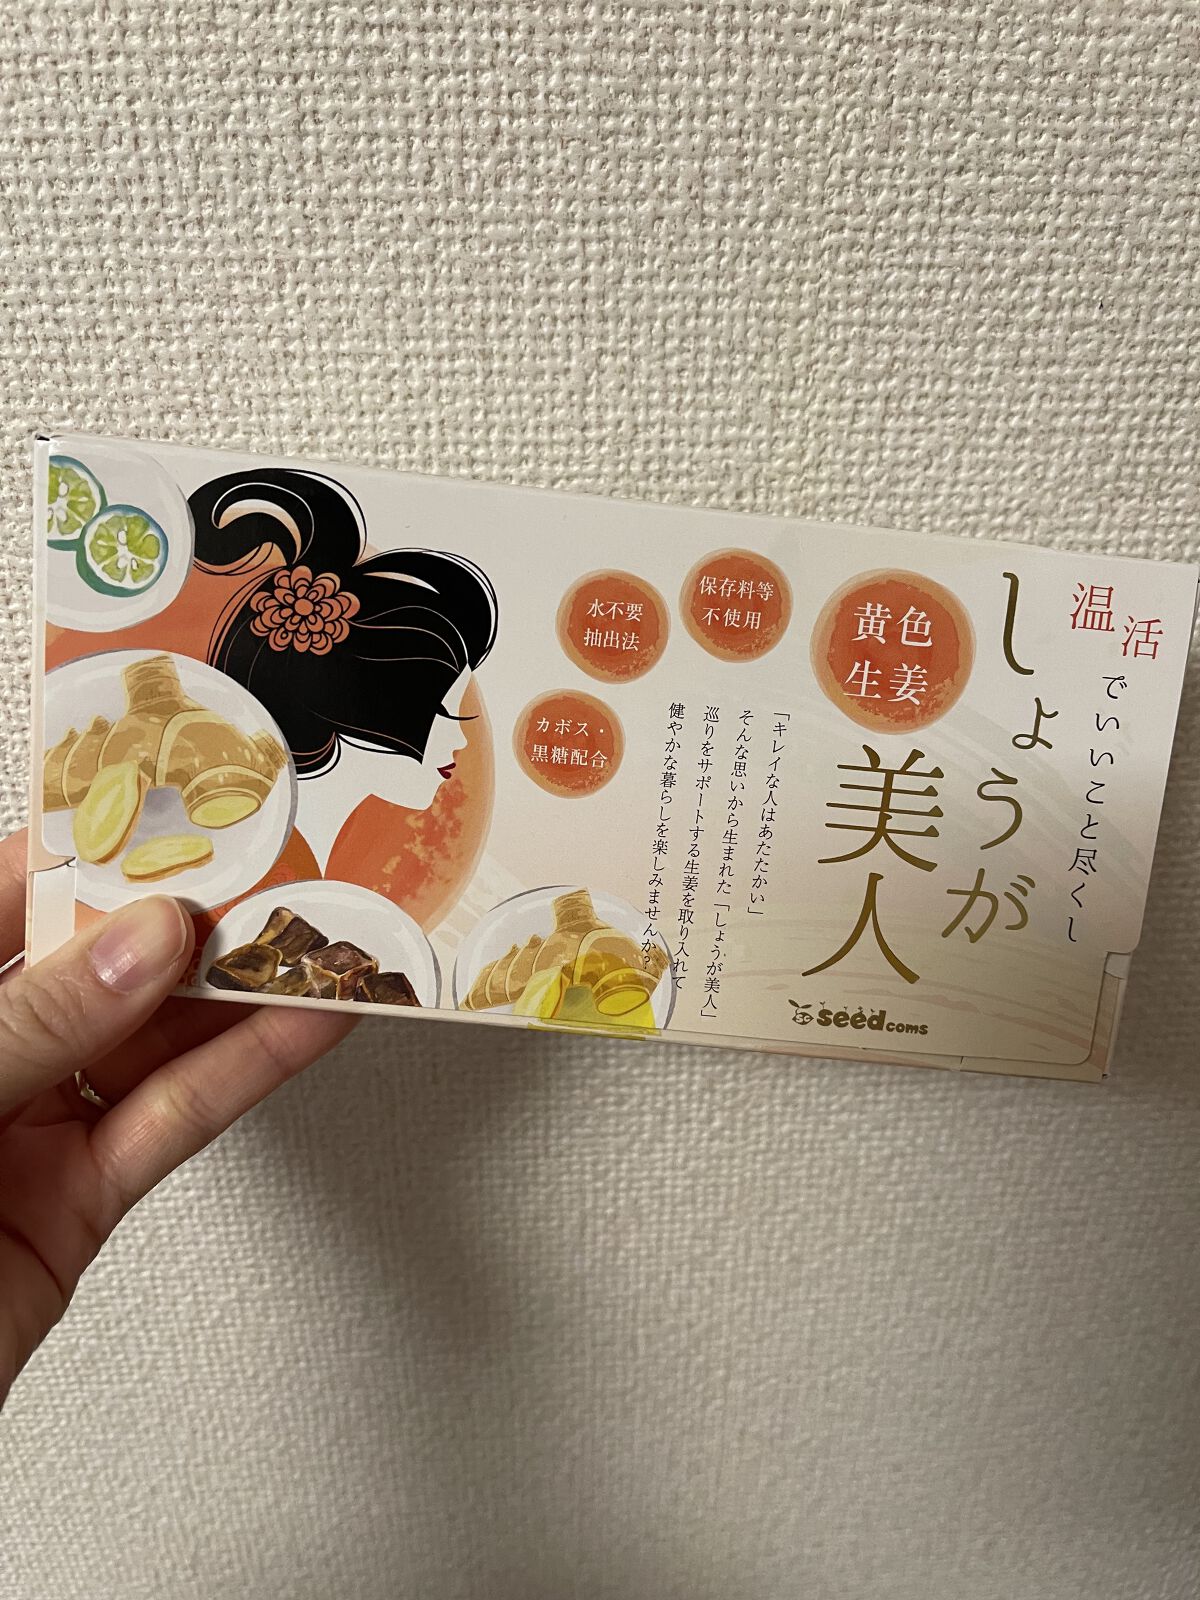 温活でいいこと尽くし
しょうが
美人
黄色
生姜
保存料等
不使用
水不要
抽出法
カボス・
黒糖配合
「キレイな人はあたたかい」
そんな思いから生まれた「しょうが美人」
巡りをサポートする生姜を取り入れて
健やかな暮らしを楽しみませんか？
sc seedcoms